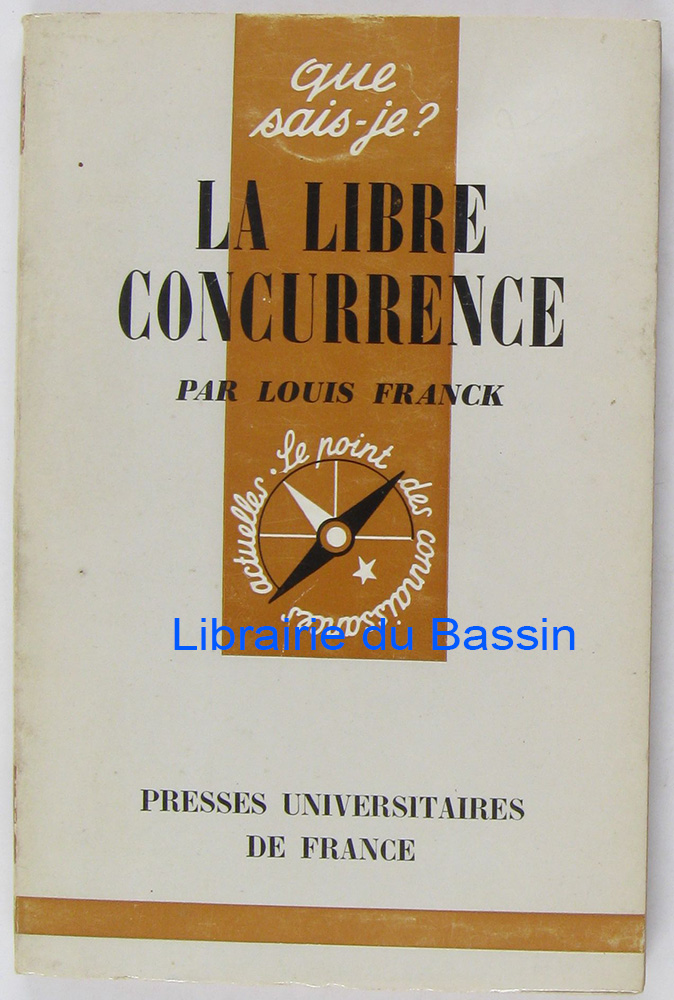 que
sais-je?
LA LIBRE
CONCURRENCE
PAR LOUIS FRANCK
Le point des connaissances actuelles.
Librairie du Bassin
PRESSES UNIVERSITAIRES
DE FRANCE